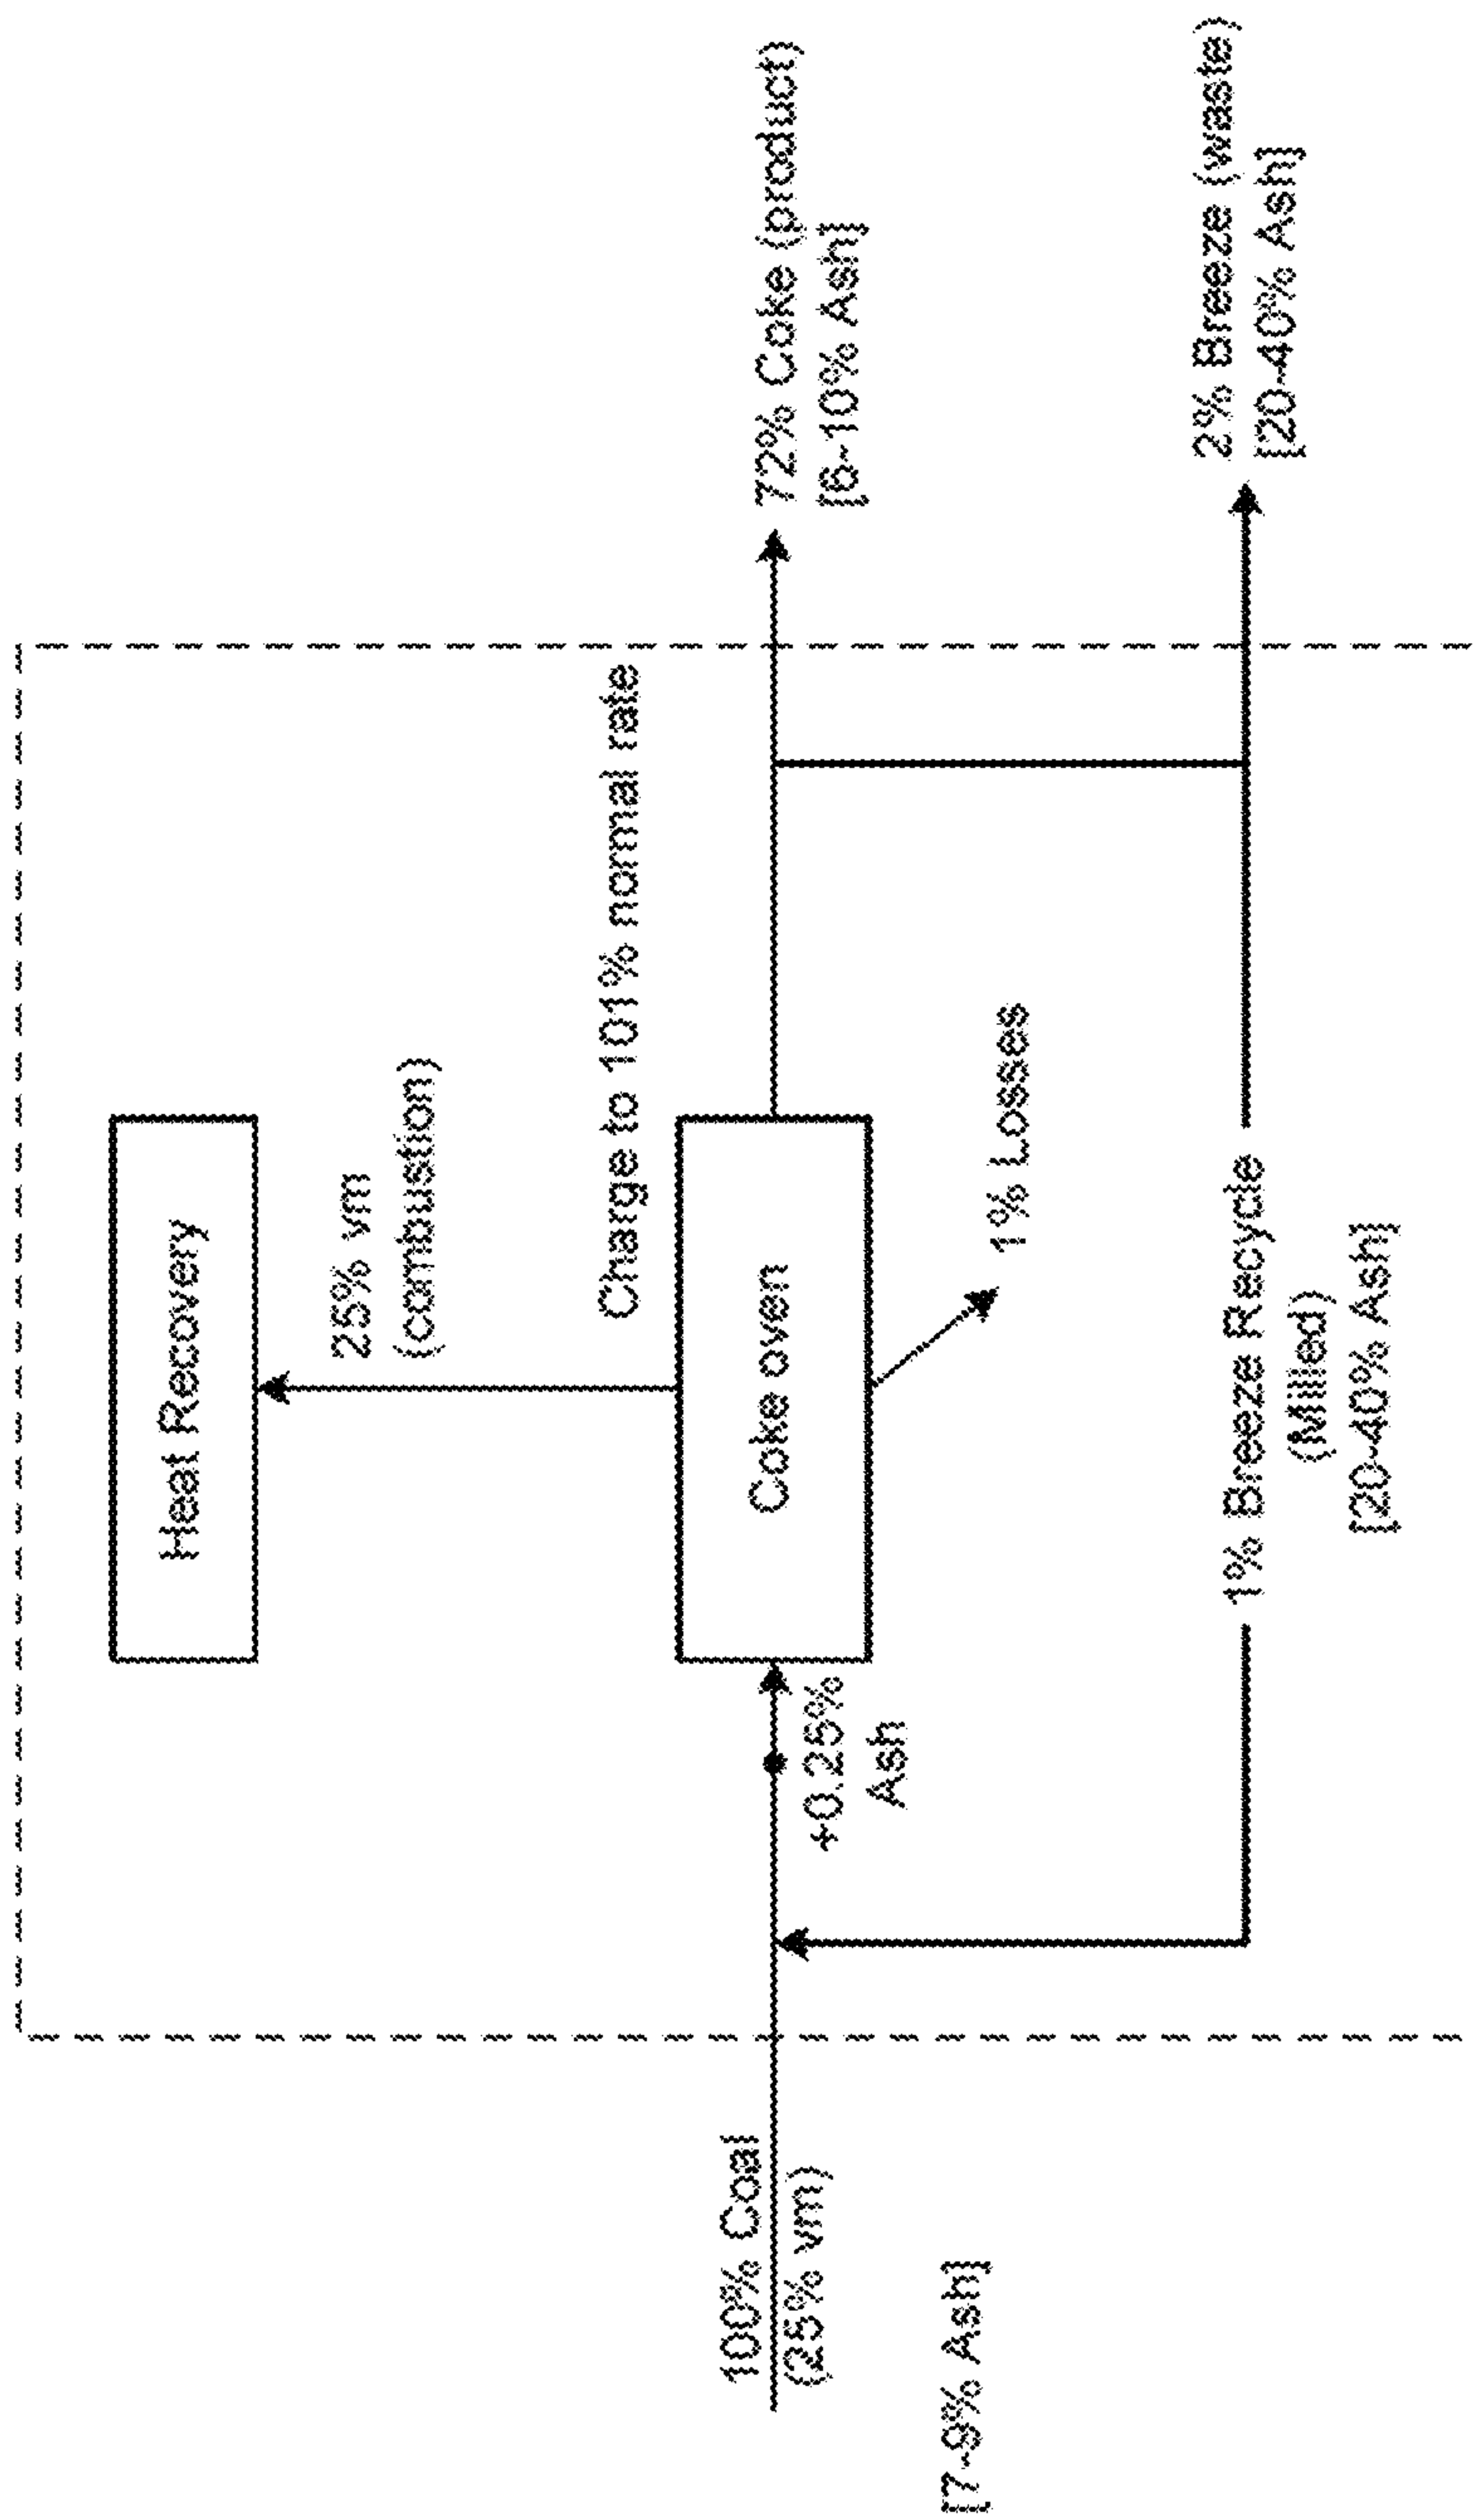 Heat Recovery
25% vm
(combustion)
Charge to 101% normal rate
100% Coal
(25% vm)
[7-9% Ash]
+0.25%
Ash
Coke oven
1% Losses
72% Coke (product)
[8-10% Ash]
1% Breeze Recycle
(Milled)
[20-40% Ash]
2% Breeze (waste)
[20-40% Ash]